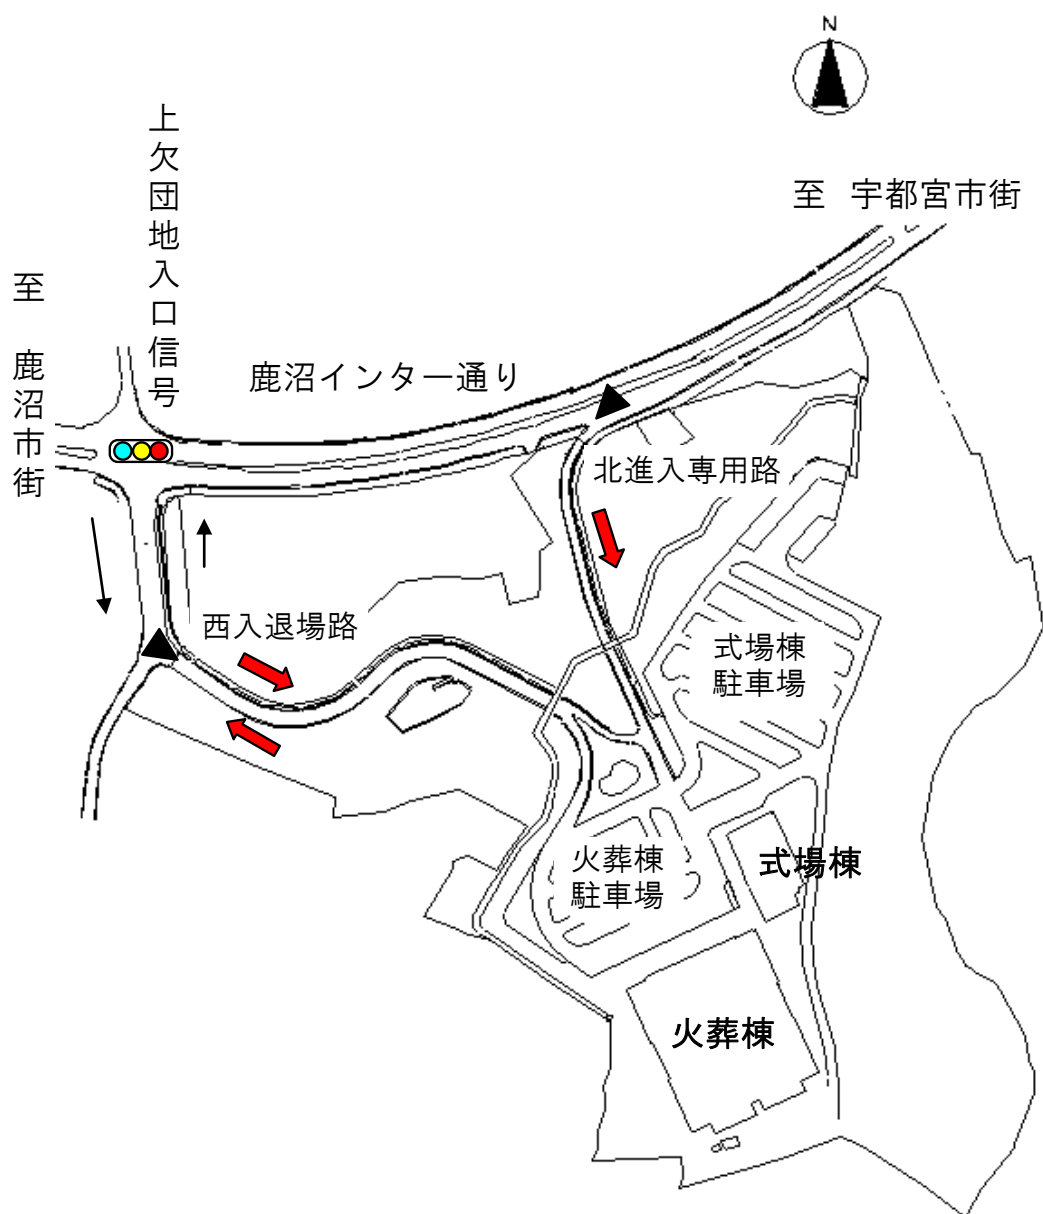 N
至 宇都宮市街
上欠団地入口信号
至 鹿沼市街
鹿沼インター通り
北進入専用路
西入退場路
式場棟
駐車場
火葬棟
駐車場
式場棟
火葬棟